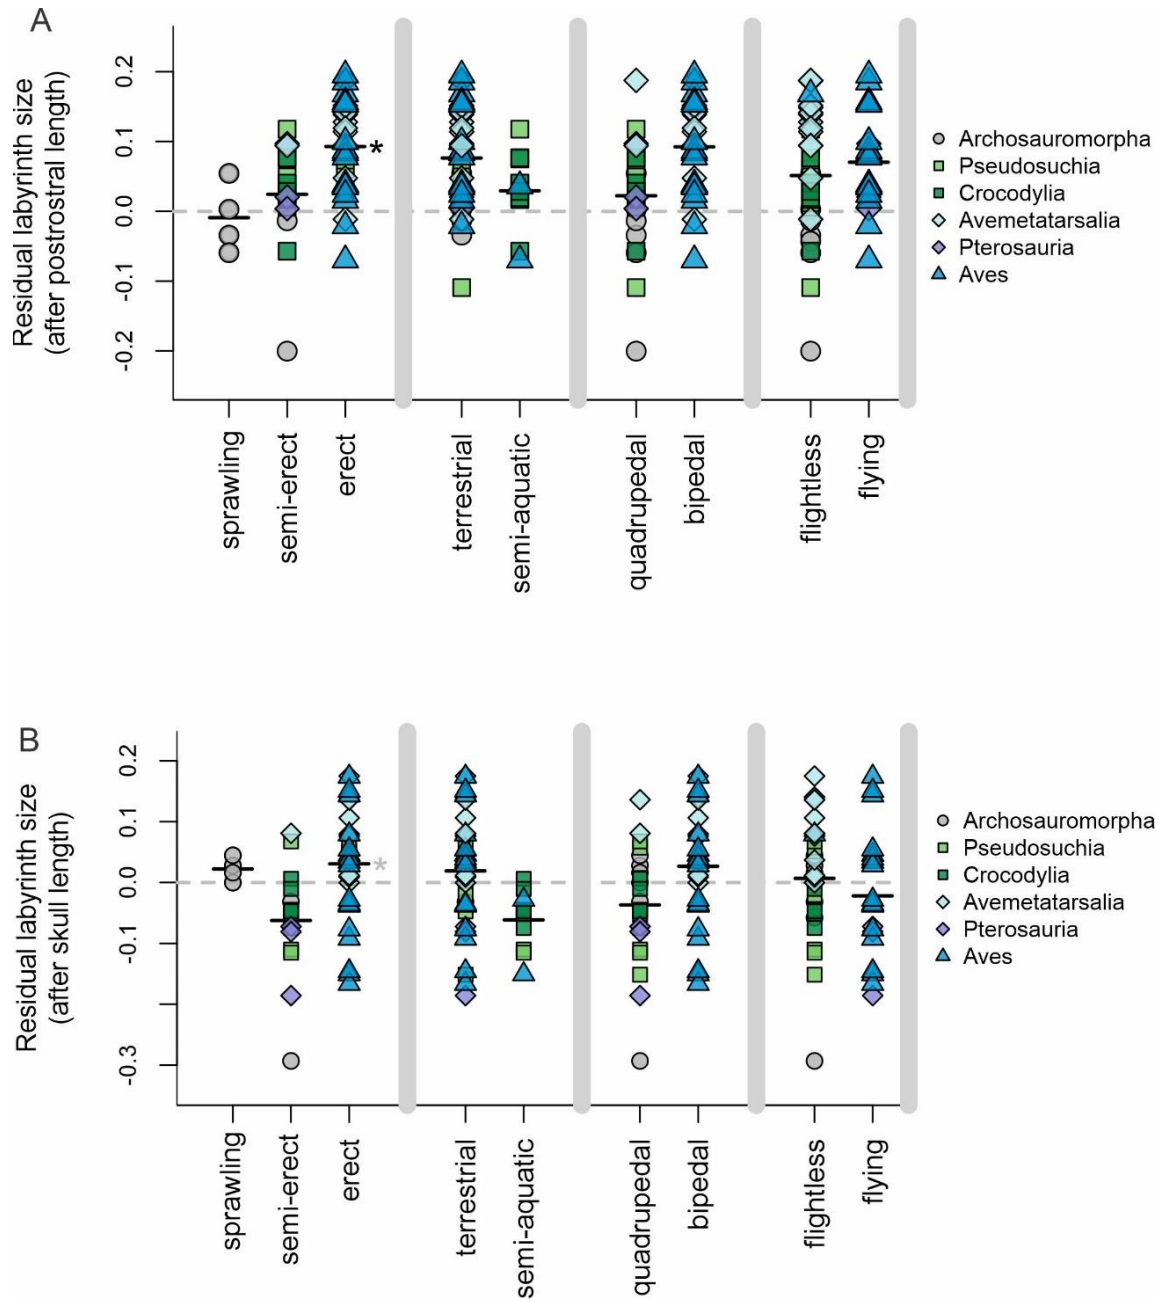 A
Residual labyrinth size
(after postrostral length)
0.2
0.1
0.0
-0.1
-0.2
sprawling
semi-erect
erect
terrestrial
semi-aquatic
quadrupedal
bipedal
flightless
flying
*
Archosauromorpha
Pseudosuchia
Crocodylia
Avemetatarsalia
Pterosauria
Aves
B
Residual labyrinth size
(after skull length)
0.2
0.1
0.0
-0.1
-0.3
sprawling
semi-erect
erect
terrestrial
semi-aquatic
quadrupedal
bipedal
flightless
flying
*
Archosauromorpha
Pseudosuchia
Crocodylia
Avemetatarsalia
Pterosauria
Aves